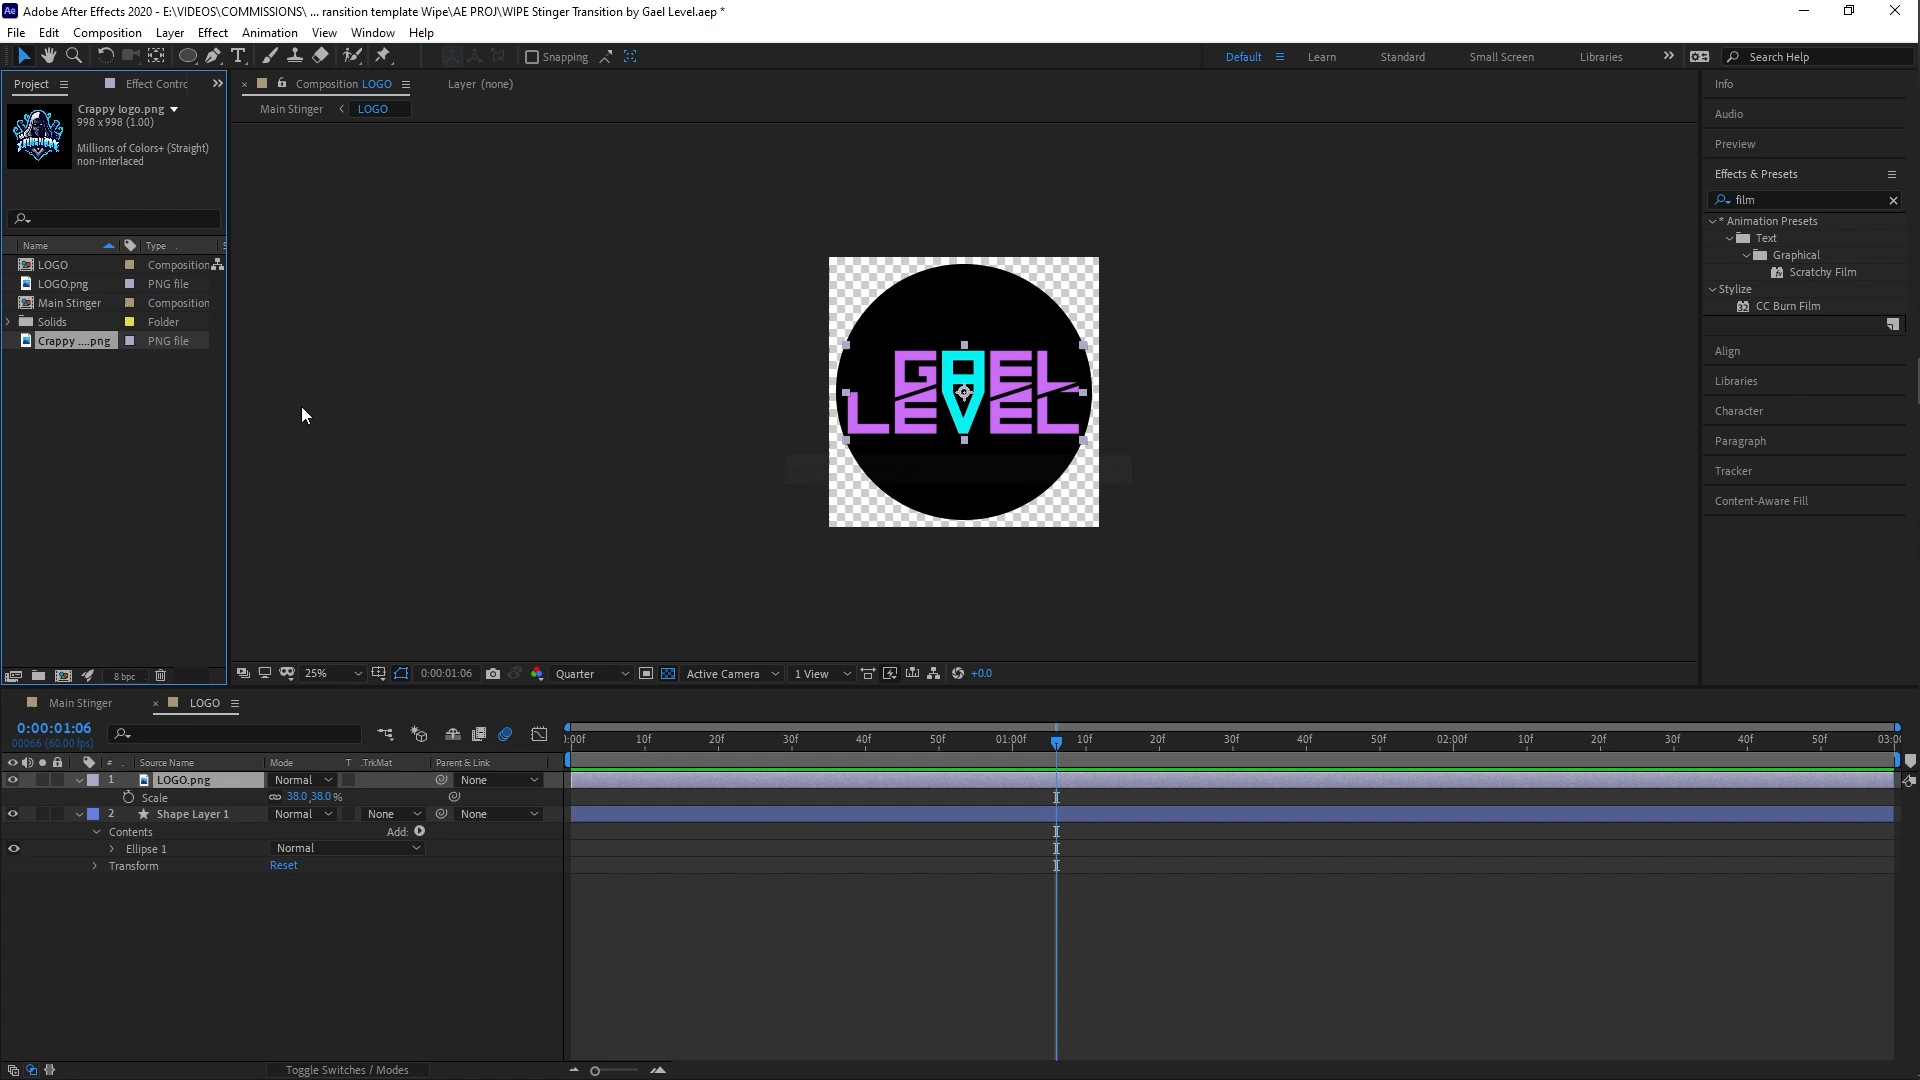 Adobe After Effects 2020 - E:\VIDEOS\COMMISSIONS\ ... ransition template Wipe\AE PROJ\WIPE Stinger Transition by Gael Level.aep *
File Edit Composition Layer Effect Animation View Window Help
Snapping Default Learn Standard Small Screen Libraries Search Help
Project Effect Contrc Composition LOGO Layer (none) Info
Crappy logo.png
998 x 998 (1.00)
Main Stinger LOGO
Audio
Millions of Colors+ (Straight)
non-interlaced
Preview
Effects & Presets
film
* Animation Presets
Text
Graphical
Scratchy Film
Stylize
CC Burn Film
Name Type
LOGO Composition
LOGO.png PNG file
Main Stinger Composition
Solids Folder
Crappy ....png PNG file
GAEL
LEVEL
Align
Libraries
Character
Paragraph
Tracker
Content-Aware Fill
8 bpc 25% 0:00:01:06 Quarter Active Camera 1 View +0.0
Main Stinger LOGO
0:00:01:06
00066 (60.00 fps)
:00f 10f 20f 30f 40f 50f 01:00f 10f 20f 30f 40f 50f 02:00f 10f 20f 30f 40f 50f 03:0
# Source Name Mode T .TrkMat Parent & Link
1 LOGO.png Normal None
Scale 38.0,38.0%
2 Shape Layer 1 Normal None None
Contents Add:
Ellipse 1 Normal
Transform Reset
Toggle Switches / Modes